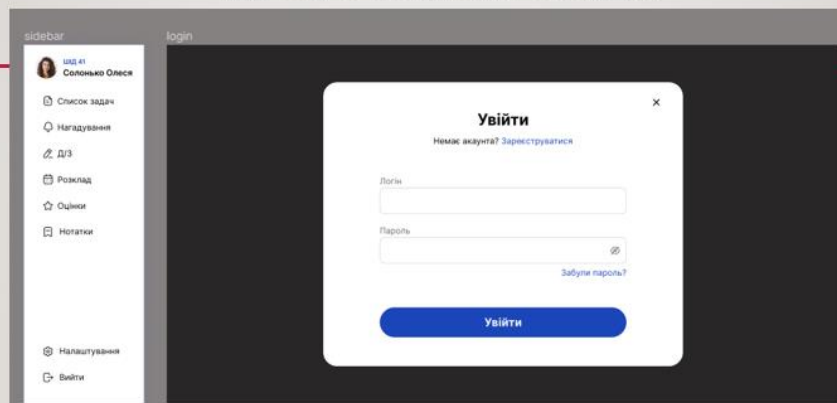 sidebar
login
ШД 41
Солонько Олеся
Список задач
Нагадування
Д/З
Розклад
Оцінки
Нотатки
Налаштування
Вийти
Увійти
Немає акаунта? Зареєструватися
Логін
Пароль
Забули пароль?
Увійти